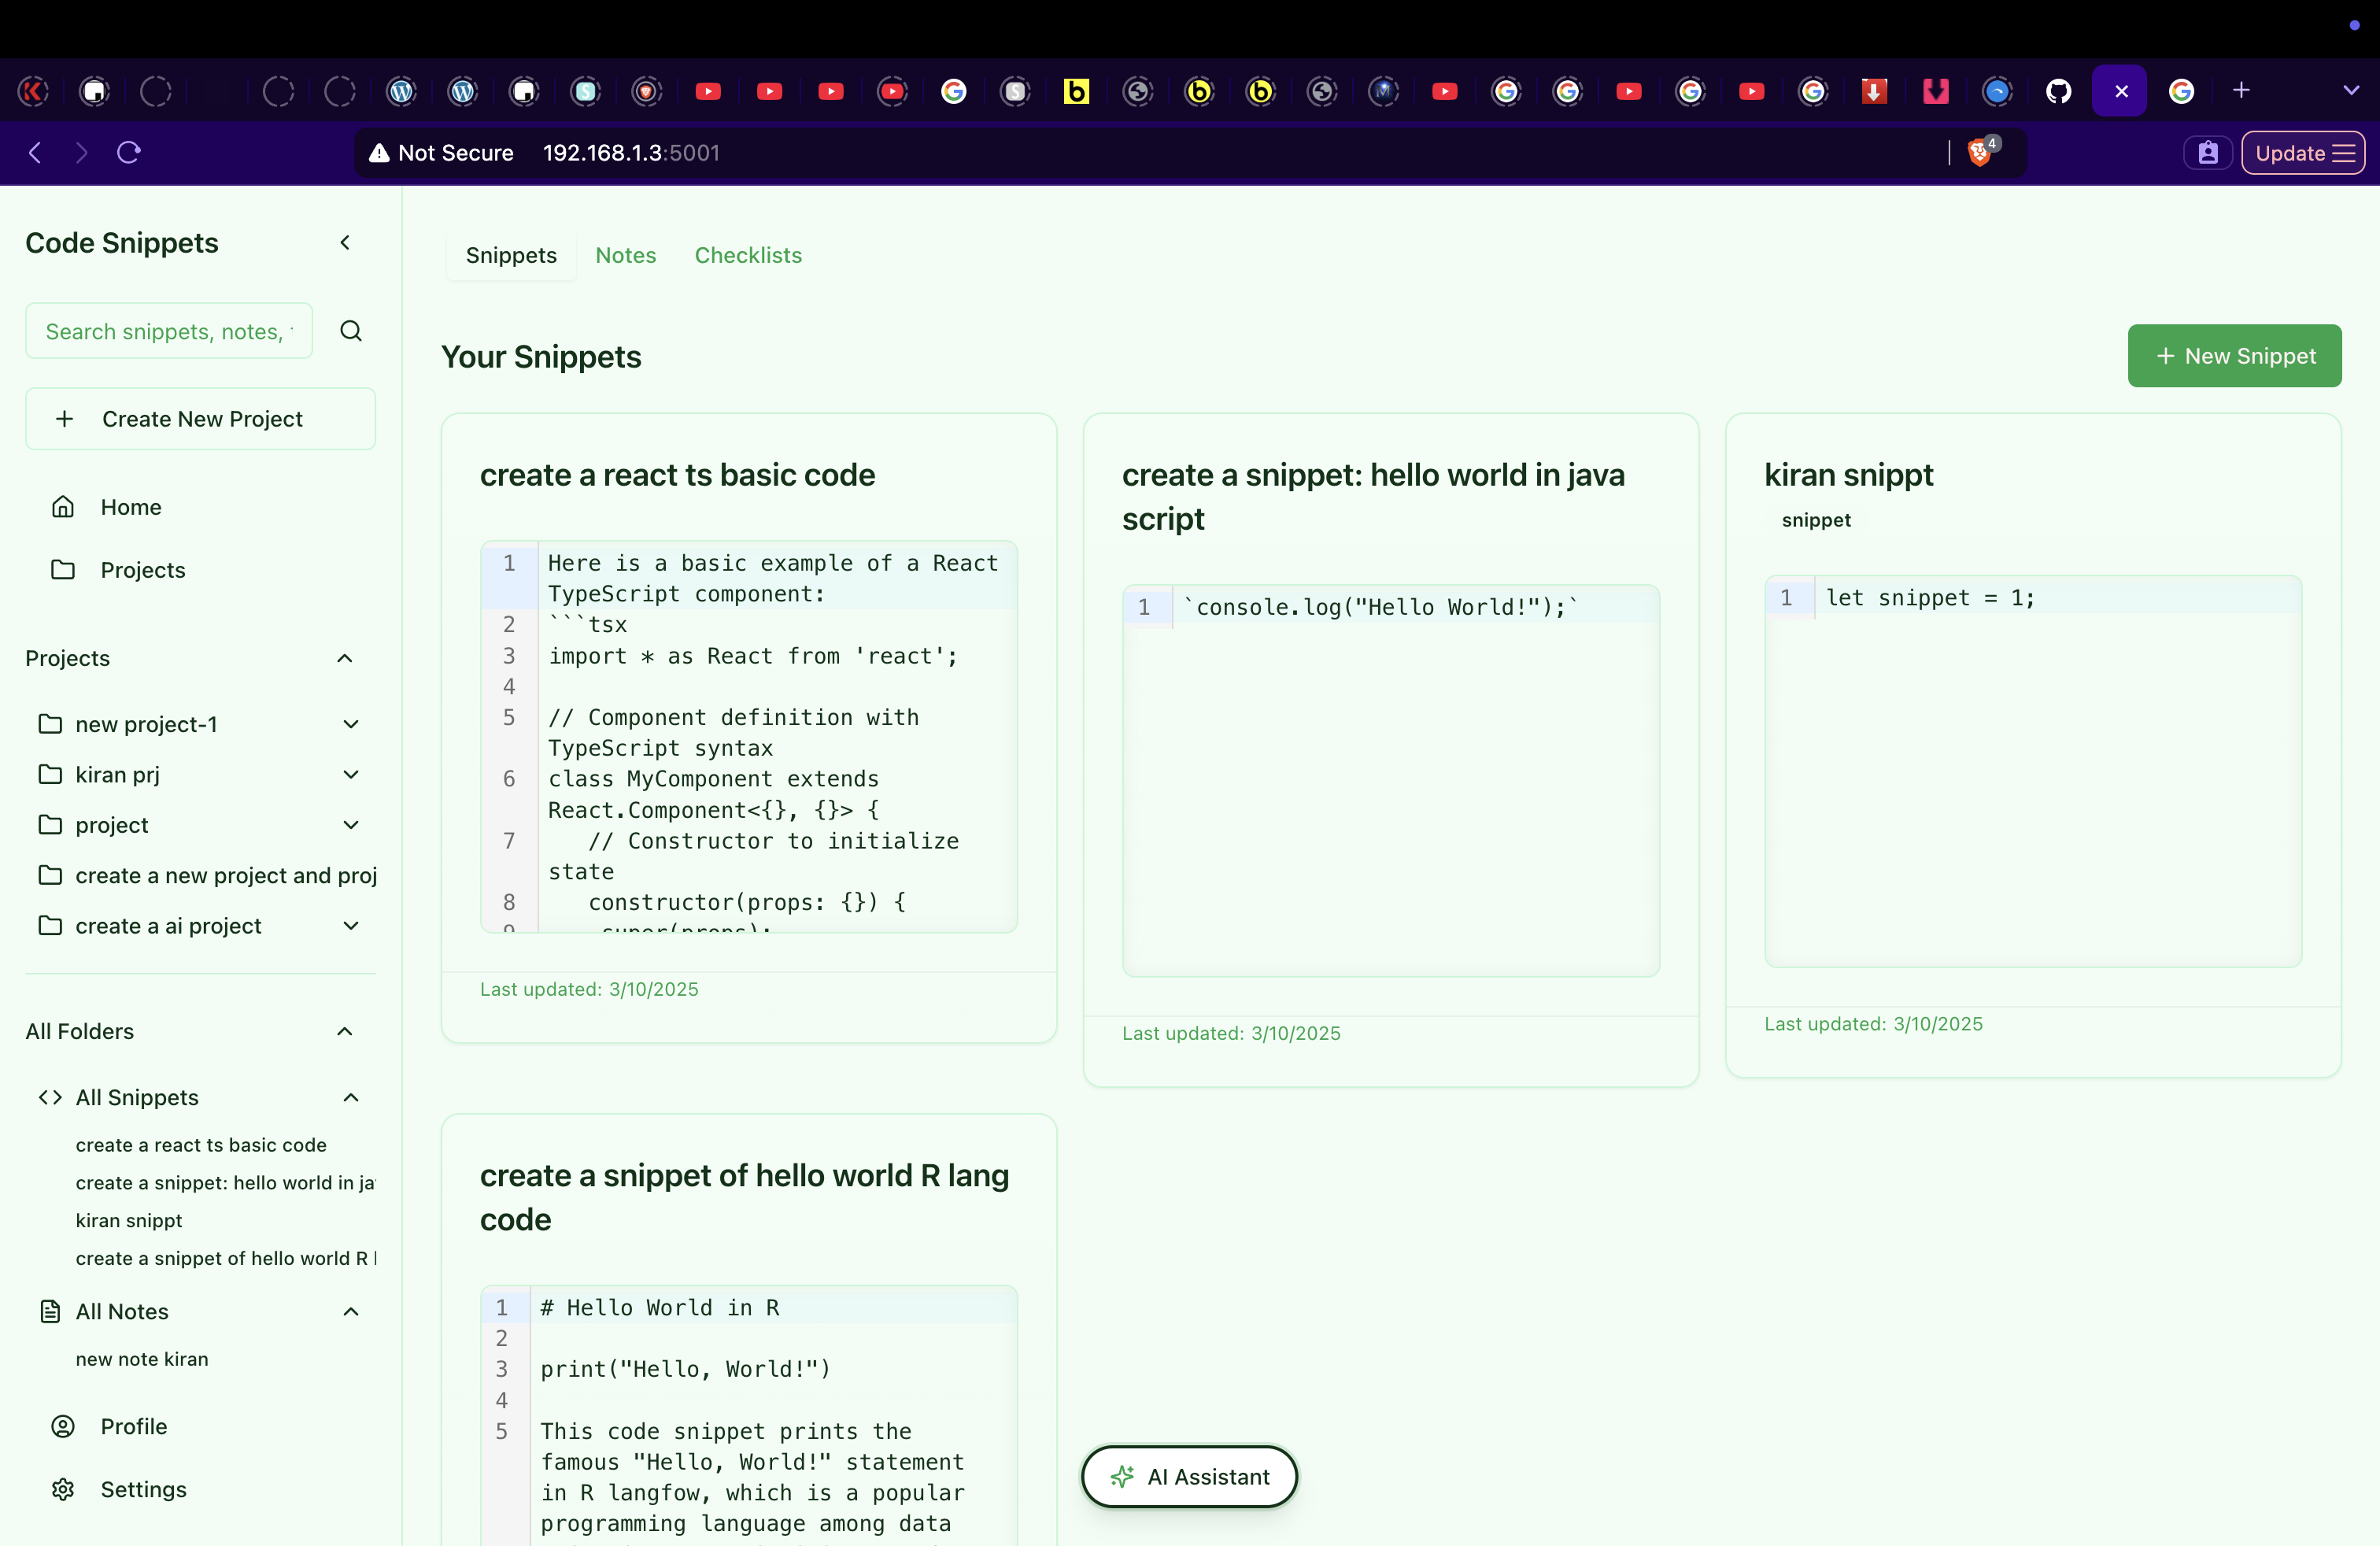 Not Secure 192.168.1.3:5001
4
Update
Code Snippets
Search snippets, notes,
Create New Project
Home
Projects
Projects
new project-1
kiran prj
project
create a new project and proj
create a ai project
All Folders
All Snippets
create a react ts basic code
create a snippet: hello world in ja
kiran snippt
create a snippet of hello world R
All Notes
new note kiran
Profile
Settings
Snippets Notes Checklists
Your Snippets
+ New Snippet
create a react ts basic code
1 Here is a basic example of a React
TypeScript component:
2 ```tsx
3 import * as React from 'react';
4
5 // Component definition with
TypeScript syntax
6 class MyComponent extends
React.Component<{}, {}> {
7 // Constructor to initialize
state
8 constructor(props: {}) {
9 super(props);
Last updated: 3/10/2025
create a snippet: hello world in java
script
1 `console.log("Hello World!");`
Last updated: 3/10/2025
kiran snippt
snippet
1 let snippet = 1;
Last updated: 3/10/2025
create a snippet of hello world R lang
code
1 # Hello World in R
2
3 print("Hello, World!")
4
5 This code snippet prints the
famous "Hello, World!" statement
in R langfow, which is a popular
programming language among data
AI Assistant